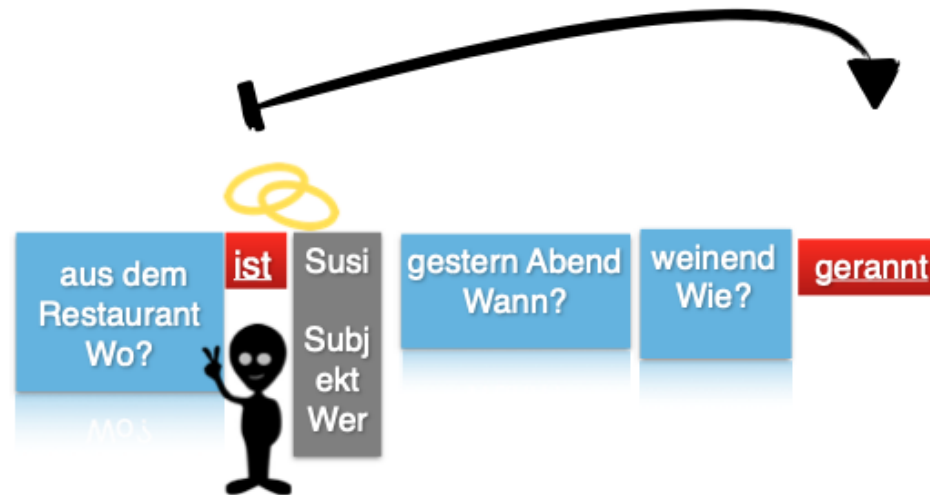 aus dem
Restaurant
Wo?
ist
Susi
Subj
ekt
Wer
gestern Abend
Wann?
weinend
Wie?
gerannt